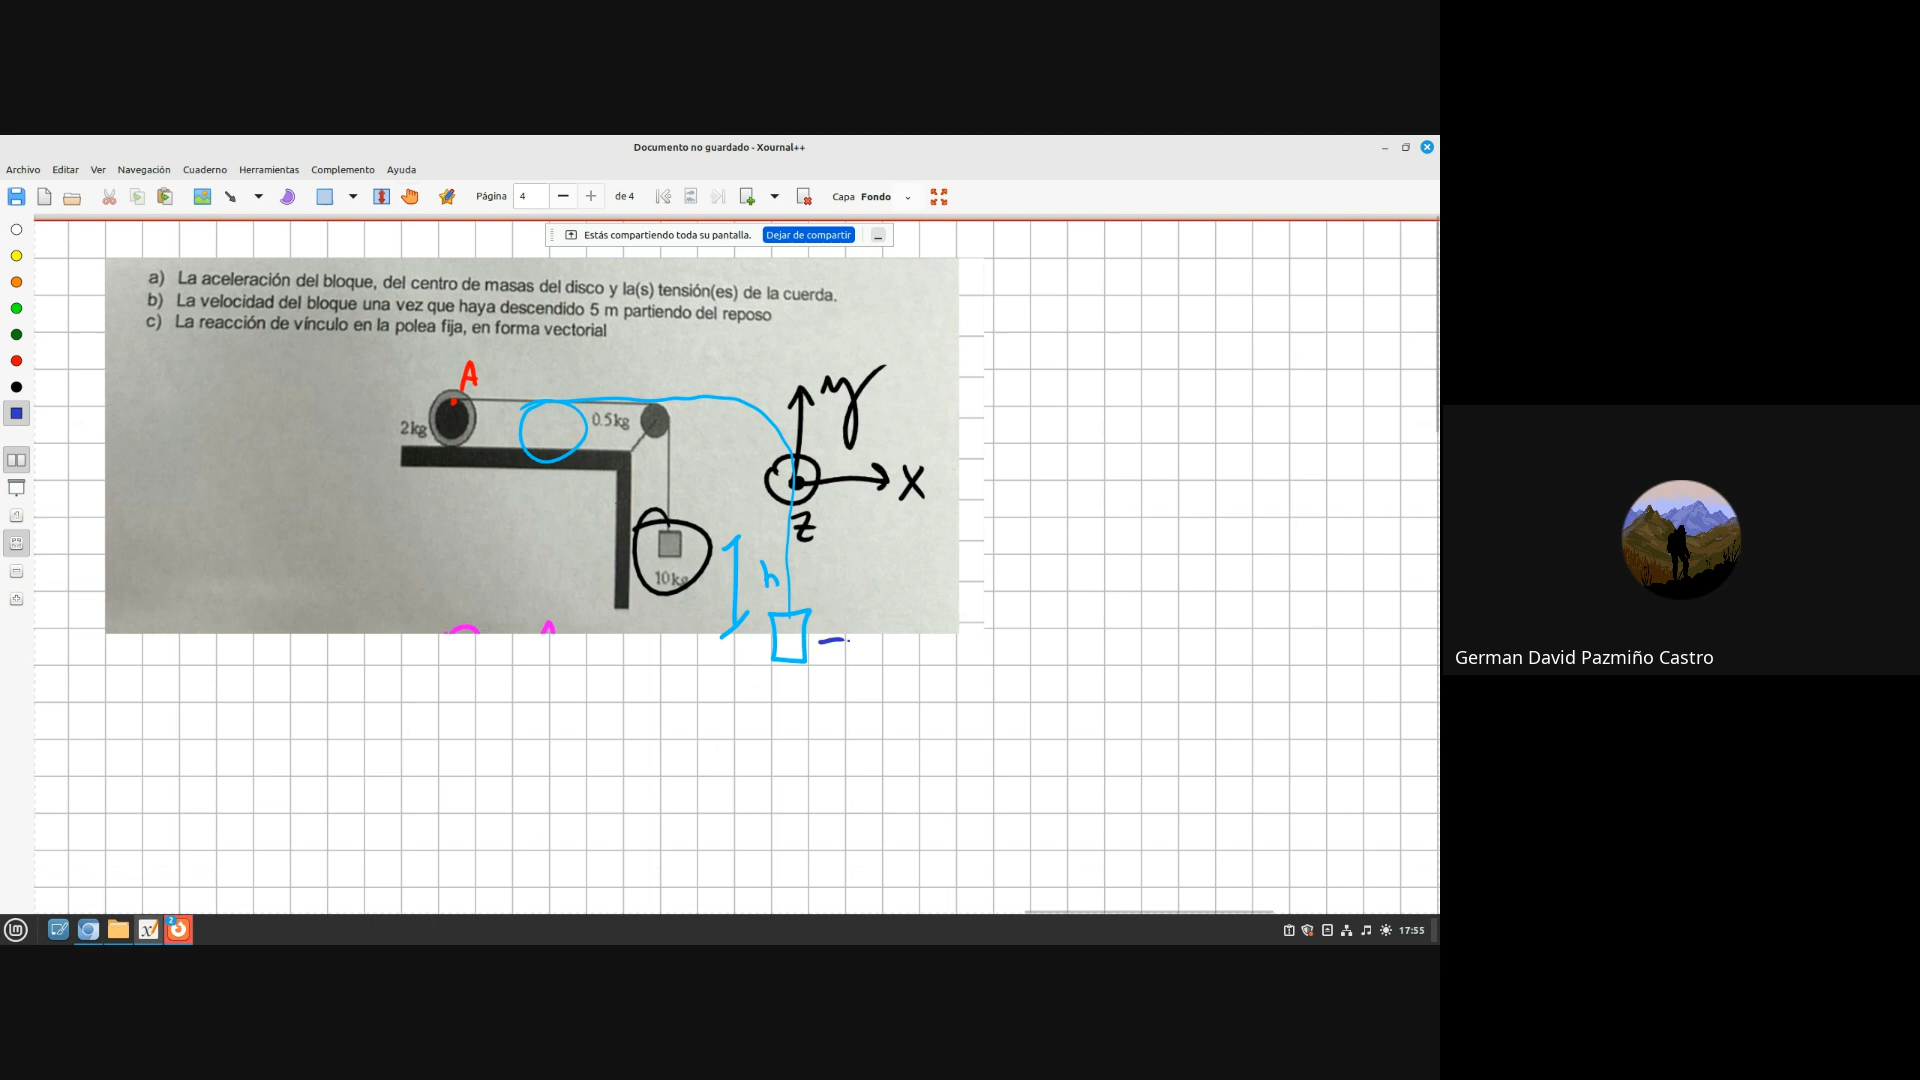 Documento no guardado - Xournal++
Archivo Editar Ver Navegación Cuaderno Herramientas Complemento Ayuda
Página 4 de 4 Capa Fondo
Estás compartiendo toda su pantalla. Dejar de compartir
a) La aceleración del bloque, del centro de masas del disco y la(s) tensión(es) de la cuerda.
b) La velocidad del bloque una vez que haya descendido 5 m partiendo del reposo
c) La reacción de vínculo en la polea fija, en forma vectorial
A
y
2kg
0.5kg
x
z
h
10kg
German David Pazmiño Castro
2
17:55